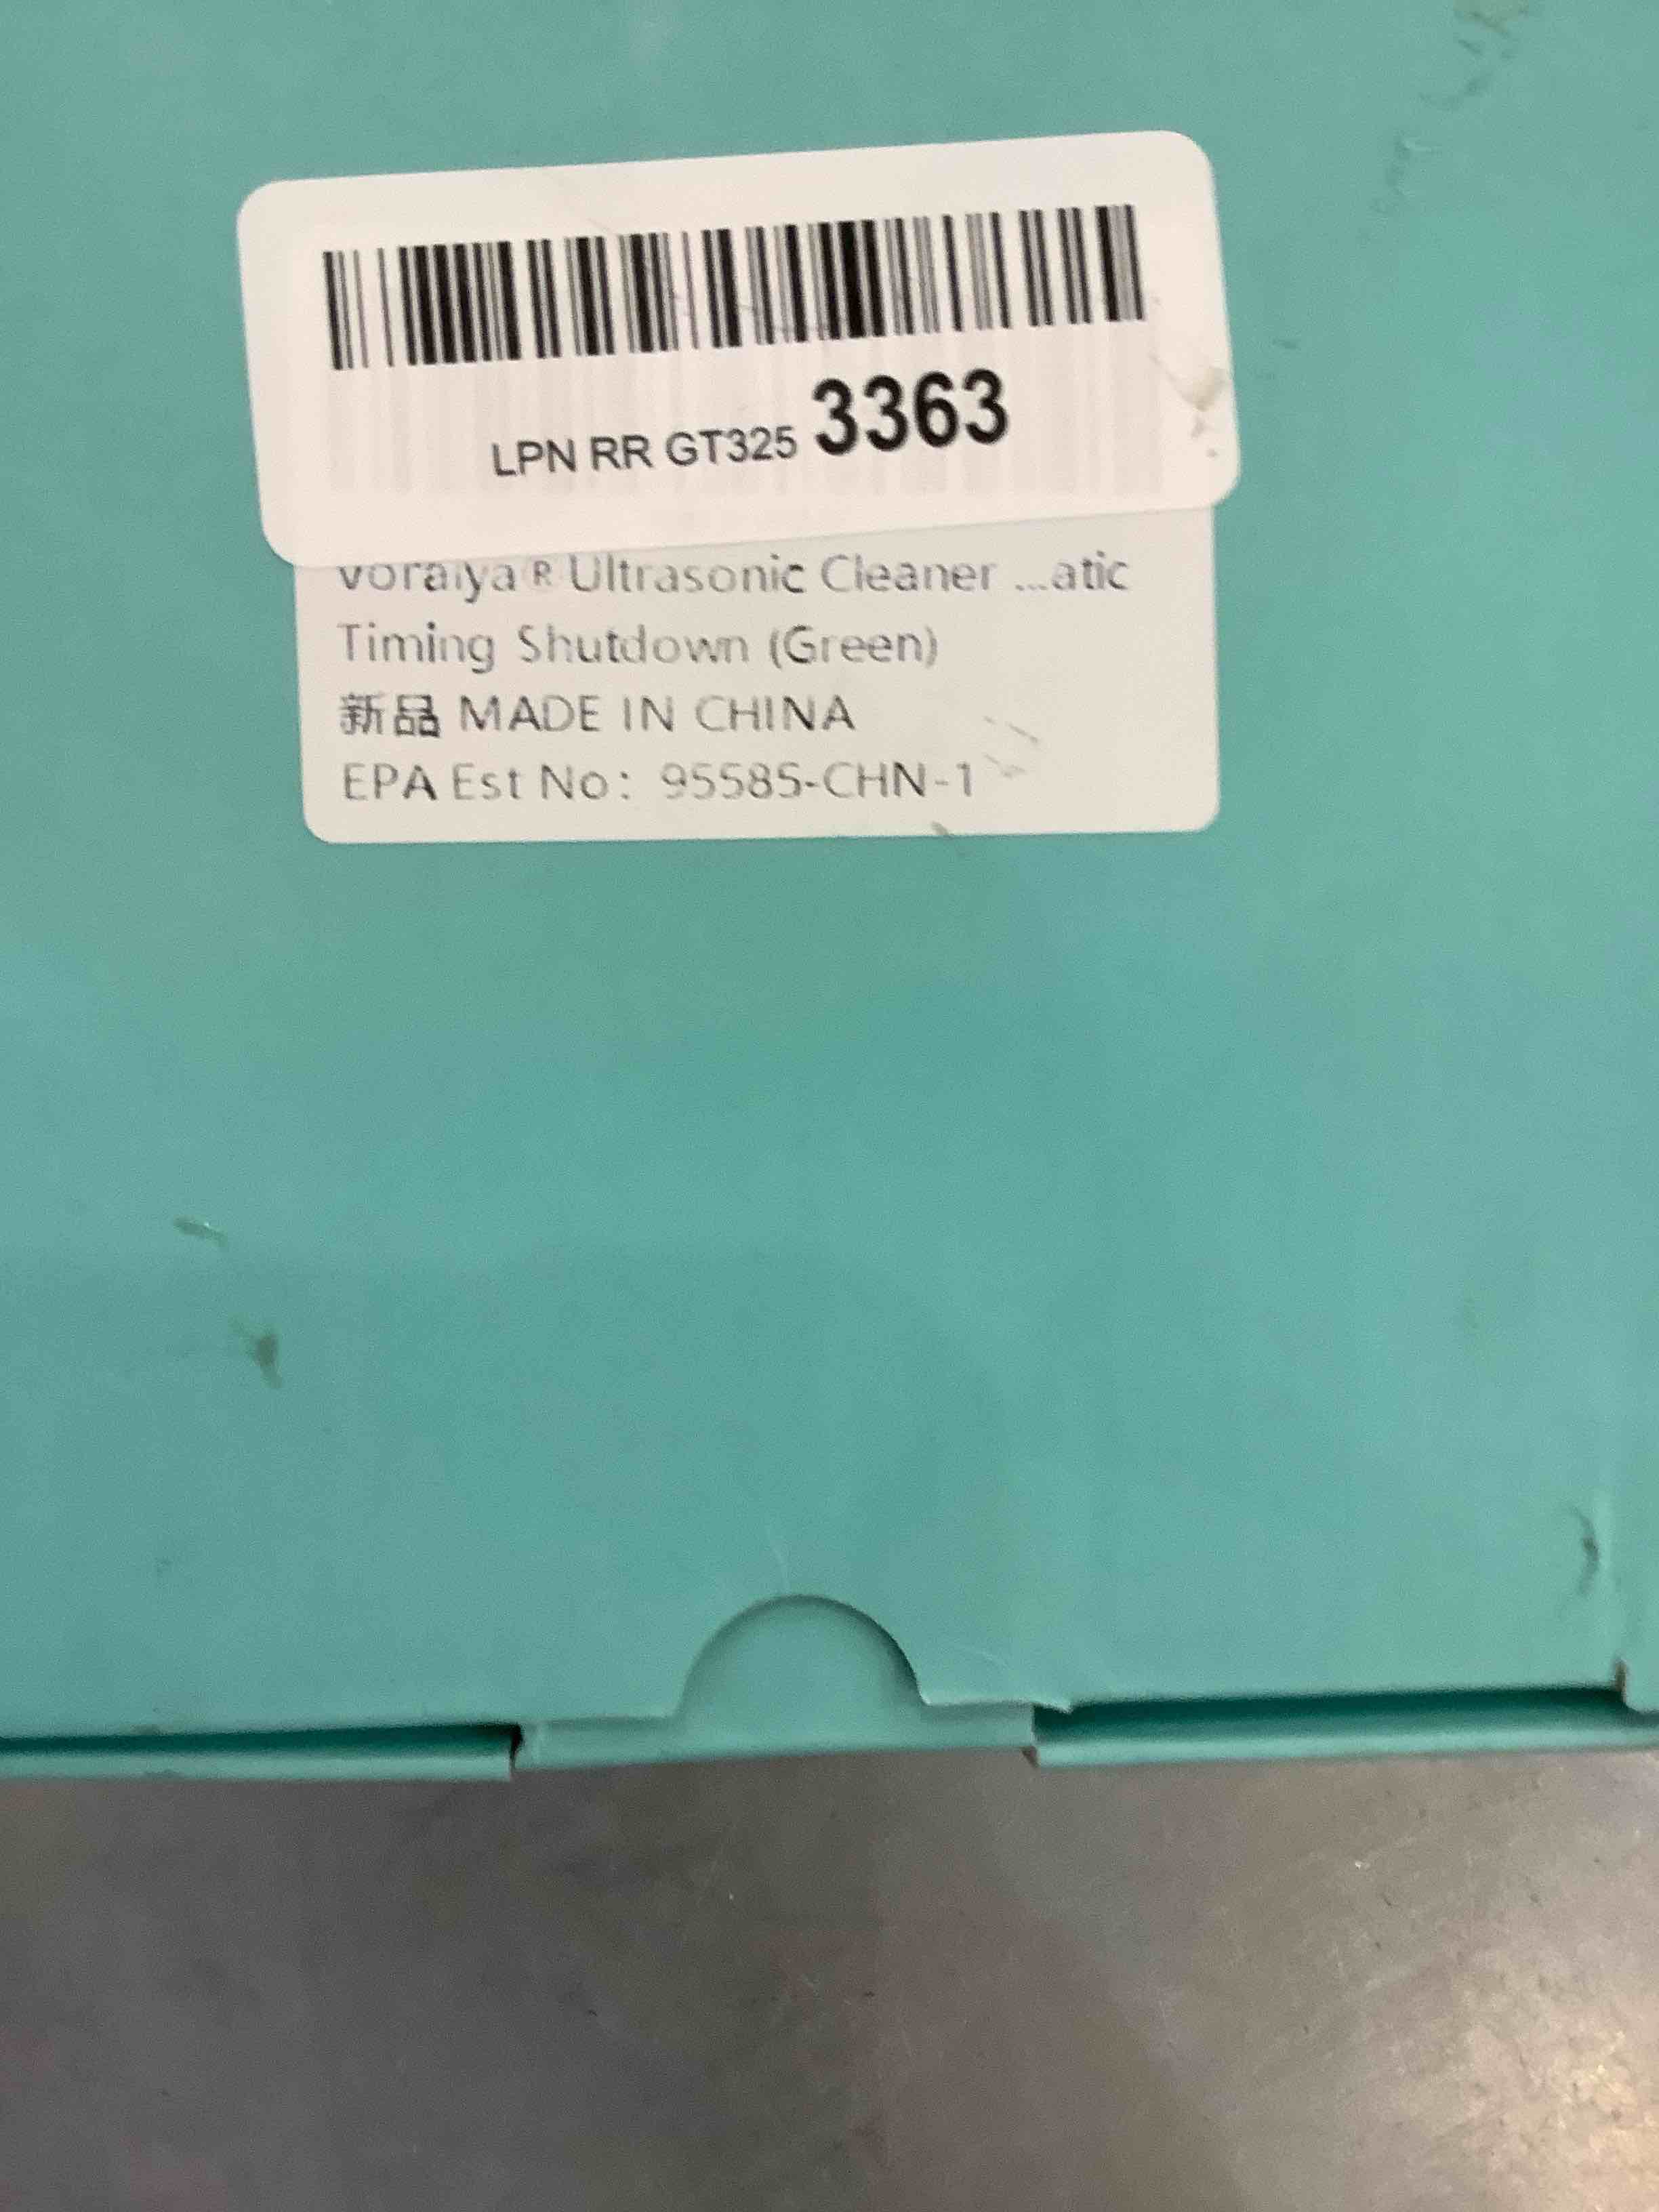 LPN RR GT325 3363
Voraiya® Ultrasonic Cleaner ...atic
Timing Shutdown (Green)
新品 MADE IN CHINA
EPA Est No: 95585-CHN-1